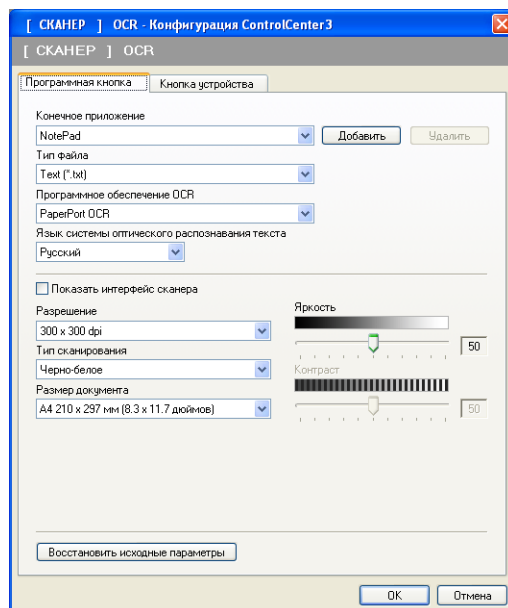 [ СКАНЕР ] OCR - Конфигурация ControlCenter3
[ СКАНЕР ] OCR
Программная кнопка Кнопка устройства
Конечное приложение
NotePad Добавить Удалить
Тип файла
Text (*.txt)
Программное обеспечение OCR
PaperPort OCR
Язык системы оптического распознавания текста
Русский
Показать интерфейс сканера
Разрешение Яркость
300 x 300 dpi 50
Тип сканирования Контраст
Черно-белое
Размер документа
A4 210 x 297 мм (8.3 x 11.7 дюймов) 50
Восстановить исходные параметры
OK Отмена